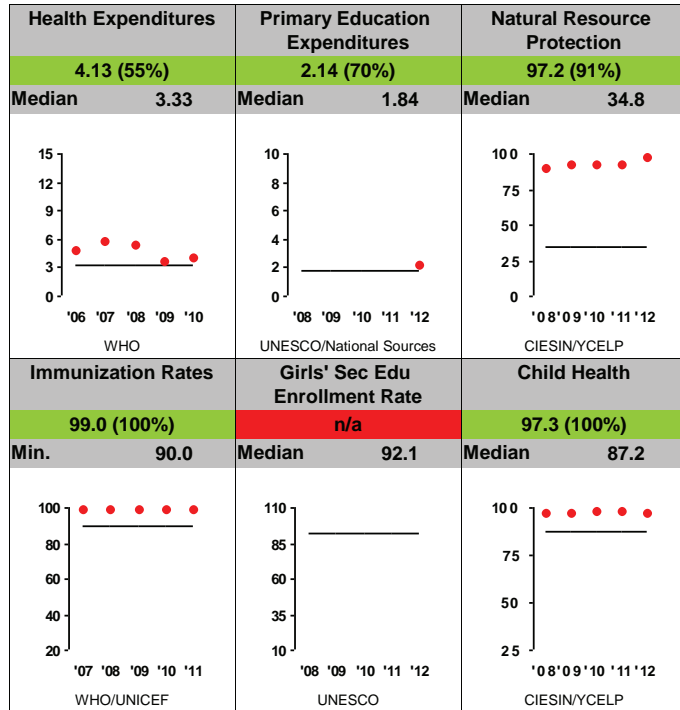 Health Expenditures
4.13 (55%)
Median 3.33
15
12
9
6
3
0
'06 '07 '08 '09 '10
WHO
Primary Education
Expenditures
2.14 (70%)
Median 1.84
10
8
6
4
2
0
'08 '09 '10 '11 '12
UNESCO/National Sources
Natural Resource
Protection
97.2 (91%)
Median 34.8
100
75
50
25
0
'08 '09 '10 '11 '12
CIESIN/YCELP
Immunization Rates
99.0 (100%)
Min. 90.0
100
80
60
40
20
'07 '08 '09 '10 '11
WHO/UNICEF
Girls' Sec Edu
Enrollment Rate
n/a
Median 92.1
110
85
60
35
10
'08 '09 '10 '11 '12
UNESCO
Child Health
97.3 (100%)
Median 87.2
100
75
50
25
'08 '09 '10 '11 '12
CIESIN/YCELP